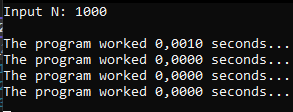 Input N: 1000
The program worked 0,0010 seconds...
The program worked 0,0000 seconds...
The program worked 0,0000 seconds...
The program worked 0,0000 seconds...